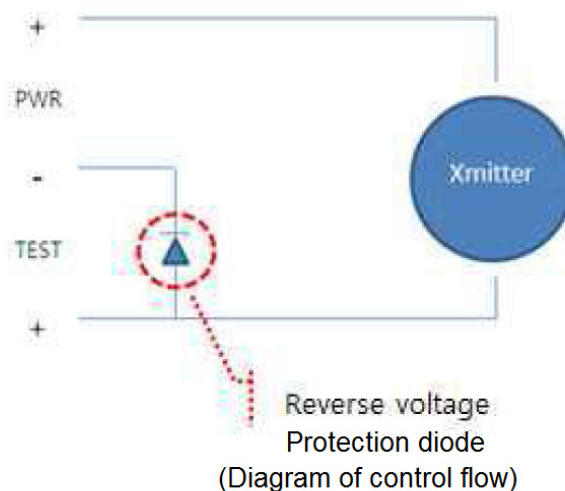 +
PWR
Xmitter
-
TEST
+
Reverse voltage
Protection diode
(Diagram of control flow)